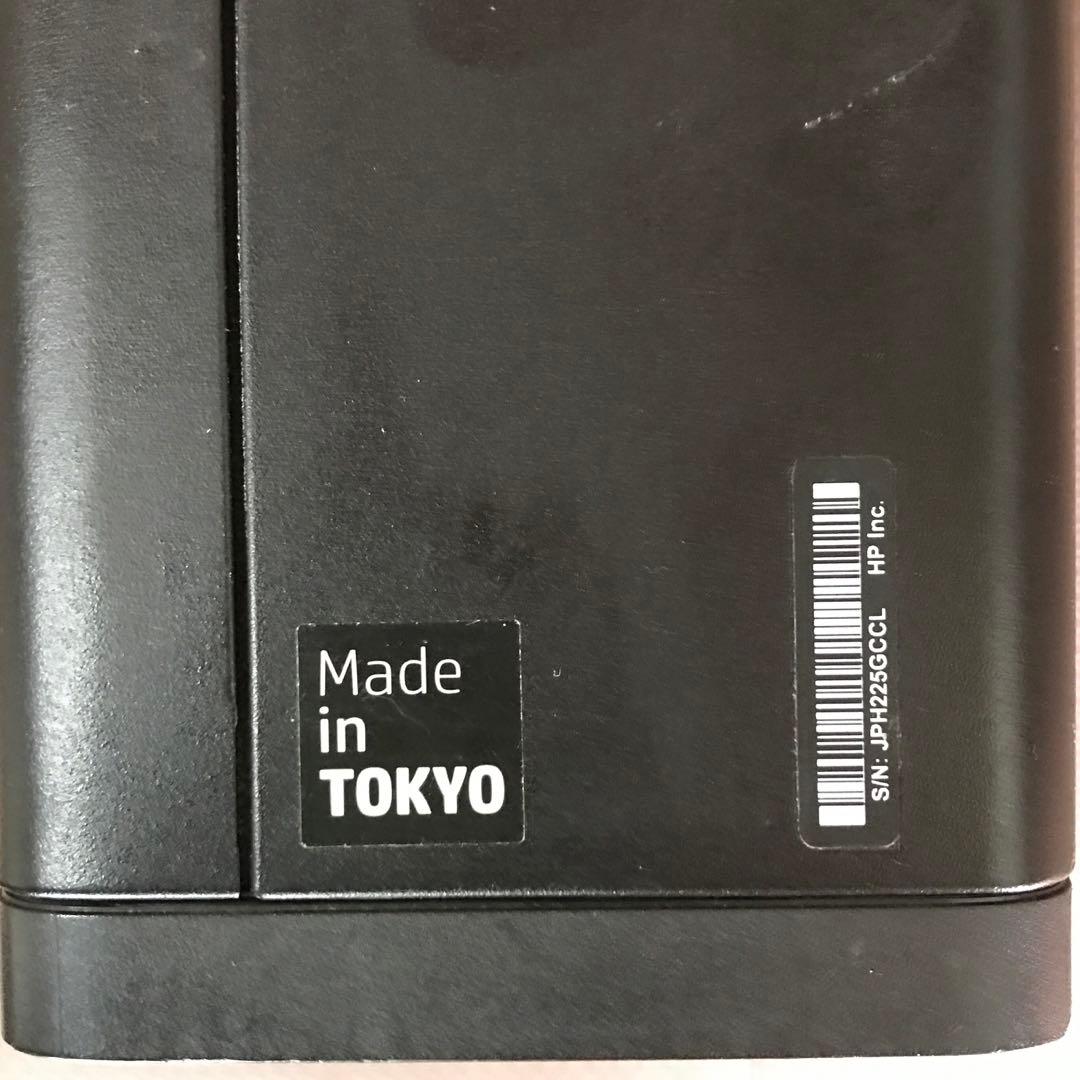 Made
in
TOKYO
S/N: JPH225GCCL HP Inc.